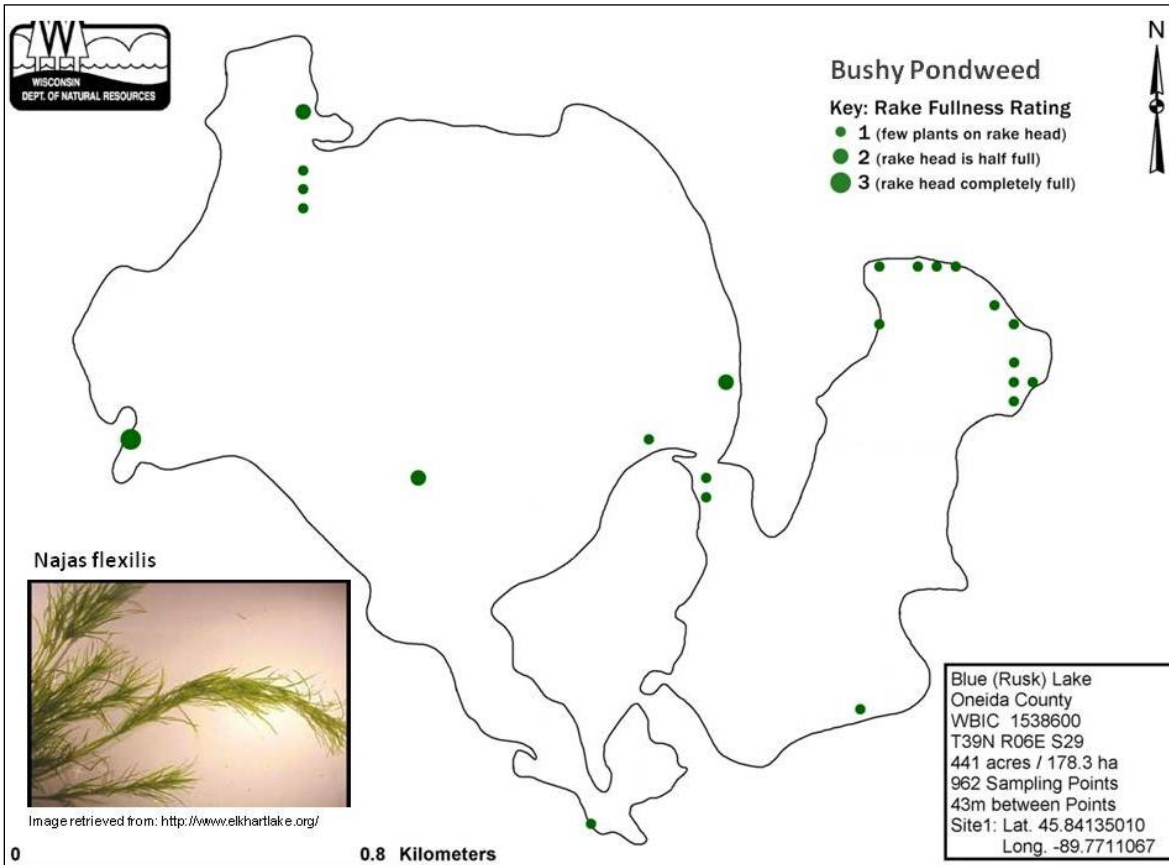 WISCONSIN
DEPT. OF NATURAL RESOURCES
N
Bushy Pondweed
Key: Rake Fullness Rating
1 (few plants on rake head)
2 (rake head is half full)
3 (rake head completely full)
Najas flexilis
Image retrieved from: http://www.elkhartlake.org/
0 0.8 Kilometers
Blue (Rusk) Lake
Oneida County
WBIC 1538600
T39N R06E S29
441 acres / 178.3 ha
962 Sampling Points
43m between Points
Site1: Lat. 45.84135010
Long. -89.7711067